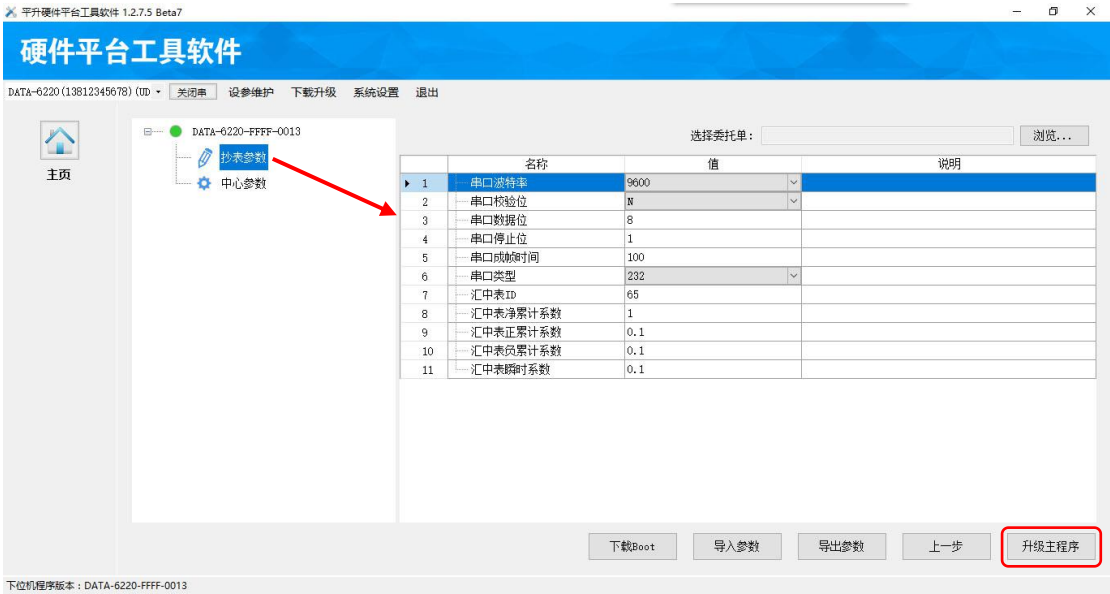 平升硬件平台工具软件 1.2.7.5 Beta7
硬件平台工具软件
DATA-6220(13812345678)(UD 关闭串 设参维护 下载升级 系统设置 退出
主页
DATA-6220-FFFF-0013
抄表参数
中心参数
选择委托单: 浏览...
名称 值 说明
1 串口波特率 9600
2 串口校验位 N
3 串口数据位 8
4 串口停止位 1
5 串口成帧时间 100
6 串口类型 232
7 汇中表ID 65
8 汇中表净累计系数 1
9 汇中表正累计系数 0.1
10 汇中表负累计系数 0.1
11 汇中表瞬时系数 0.1
下载Boot 导入参数 导出参数 上一步 升级主程序
下位机程序版本：DATA-6220-FFFF-0013